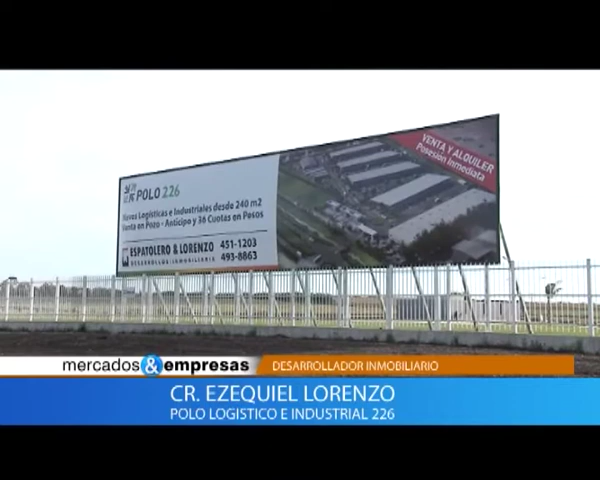 POLO 226
Naves Logísticas e Industriales desde 240 m2
Venta en Pozo - Anticipo y 36 Cuotas en Pesos
ESPATOLERO & LORENZO
DESARROLLO INMOBILIARIO
451-1203
493-8863
VENTA Y ALQUILER
Posesión Inmediata
mercados&empresas
DESARROLLADOR INMOBILIARIO
CR. EZEQUIEL LORENZO
POLO LOGISTICO E INDUSTRIAL 226